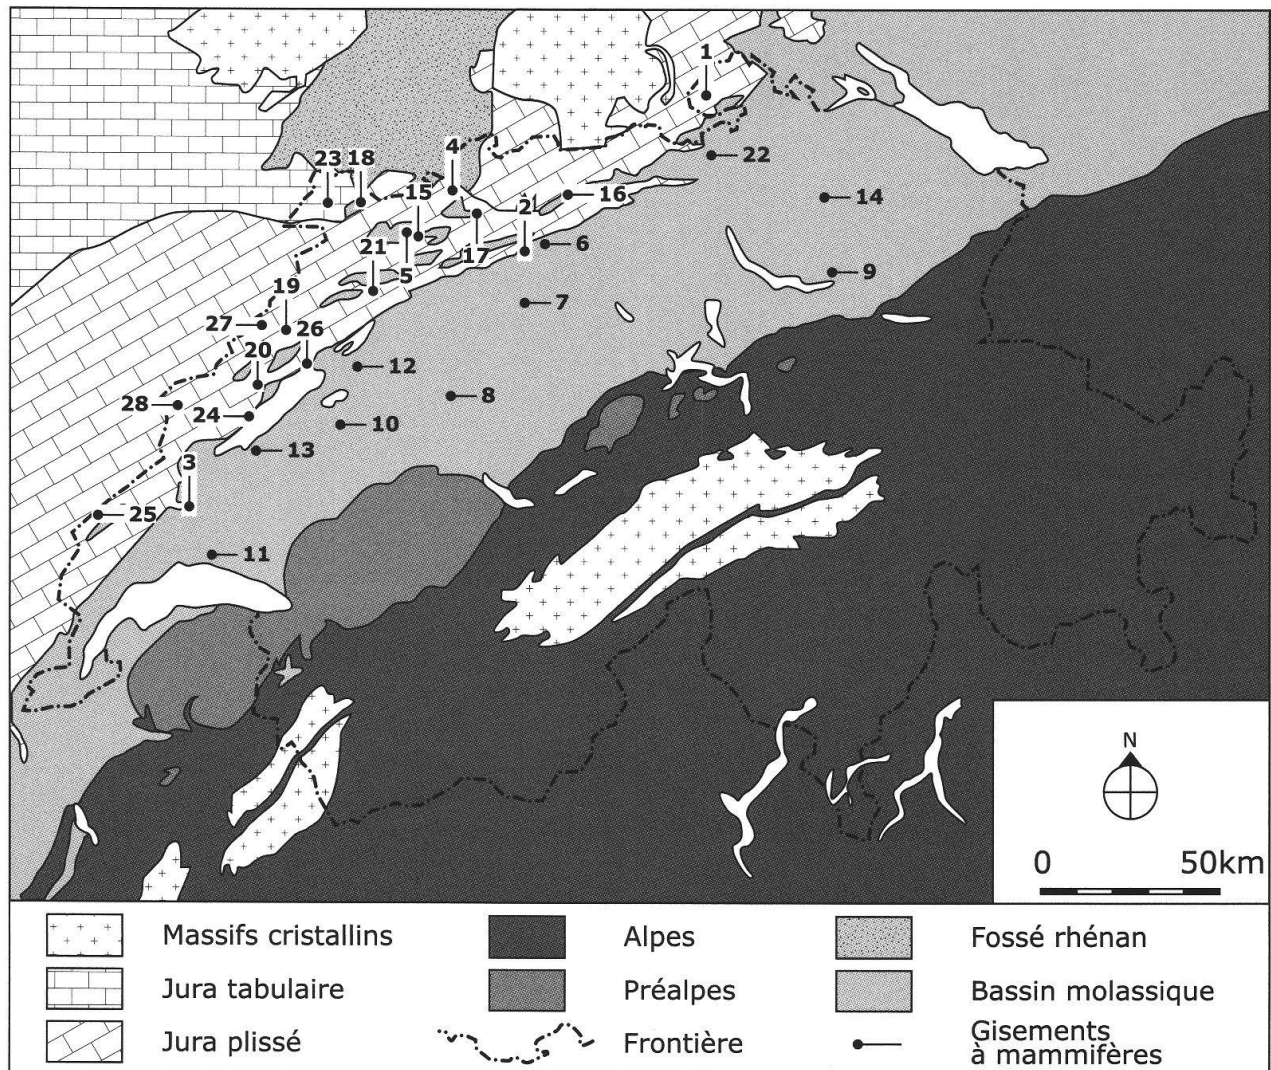 1
4
23 18
22
15
16
2
14
21
17
6
5
9
19
7
27
26
20
12
28
8
24
10
13
3
25
11
N
0 50km
Massifs cristallins
Alpes
Fossé rhénan
Jura tabulaire
Préalpes
Bassin molassique
Jura plissé
Frontière
Gisements
à mammifères